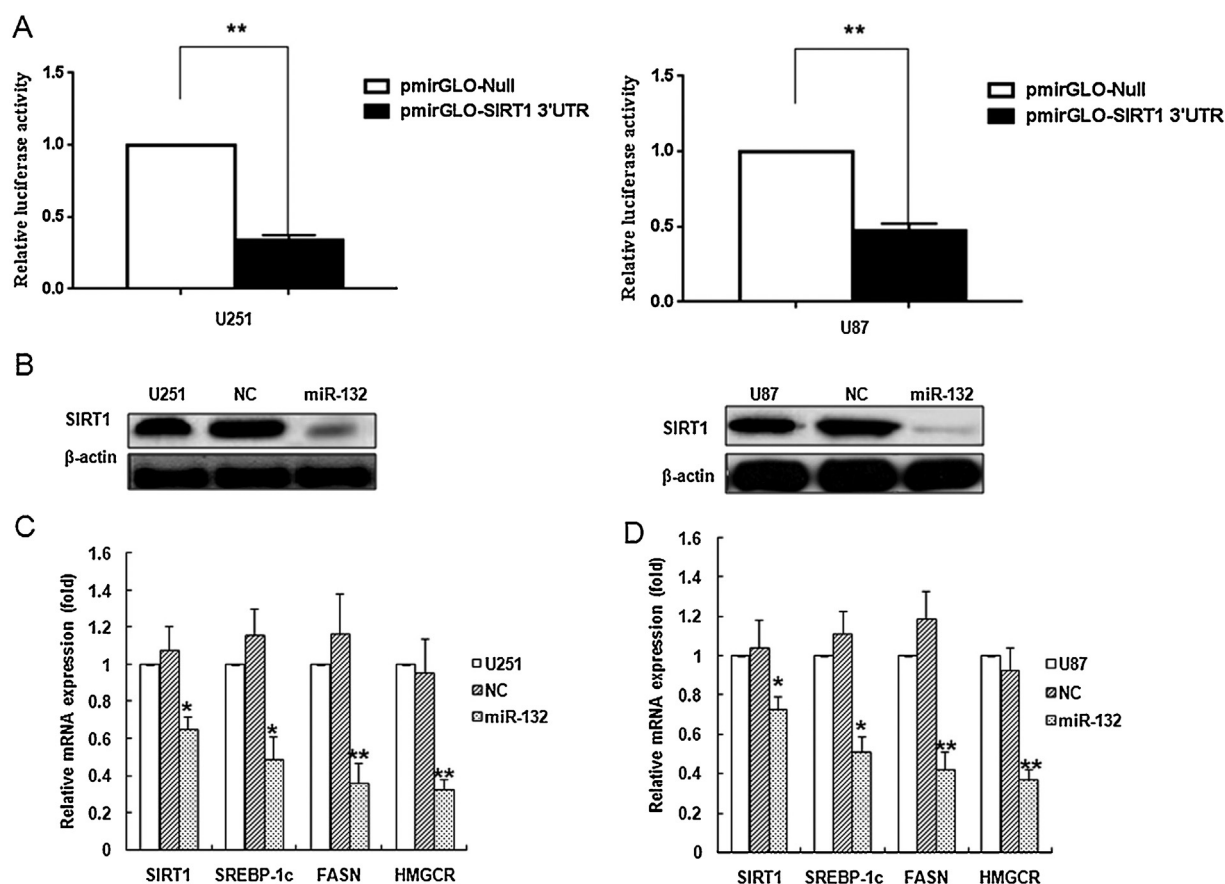 A
**
**
Relative luciferase activity
1.5
1.0
0.5
0.0
pmirGLO-Null
pmirGLO-SIRT1 3'UTR
U251
Relative luciferase activity
1.5
1.0
0.5
0.0
pmirGLO-Null
pmirGLO-SIRT1 3'UTR
U87
B
U251 NC miR-132
SIRT1
β-actin
U87 NC miR-132
SIRT1
β-actin
C
Relative mRNA expression (fold)
1.6
1.4
1.2
1
0.8
0.6
0.4
0.2
0
* * ** **
U251
NC
miR-132
SIRT1 SREBP-1c FASN HMGCR
D
Relative mRNA expression (fold)
1.6
1.4
1.2
1
0.8
0.6
0.4
0.2
0
* * ** **
U87
NC
miR-132
SIRT1 SREBP-1c FASN HMGCR